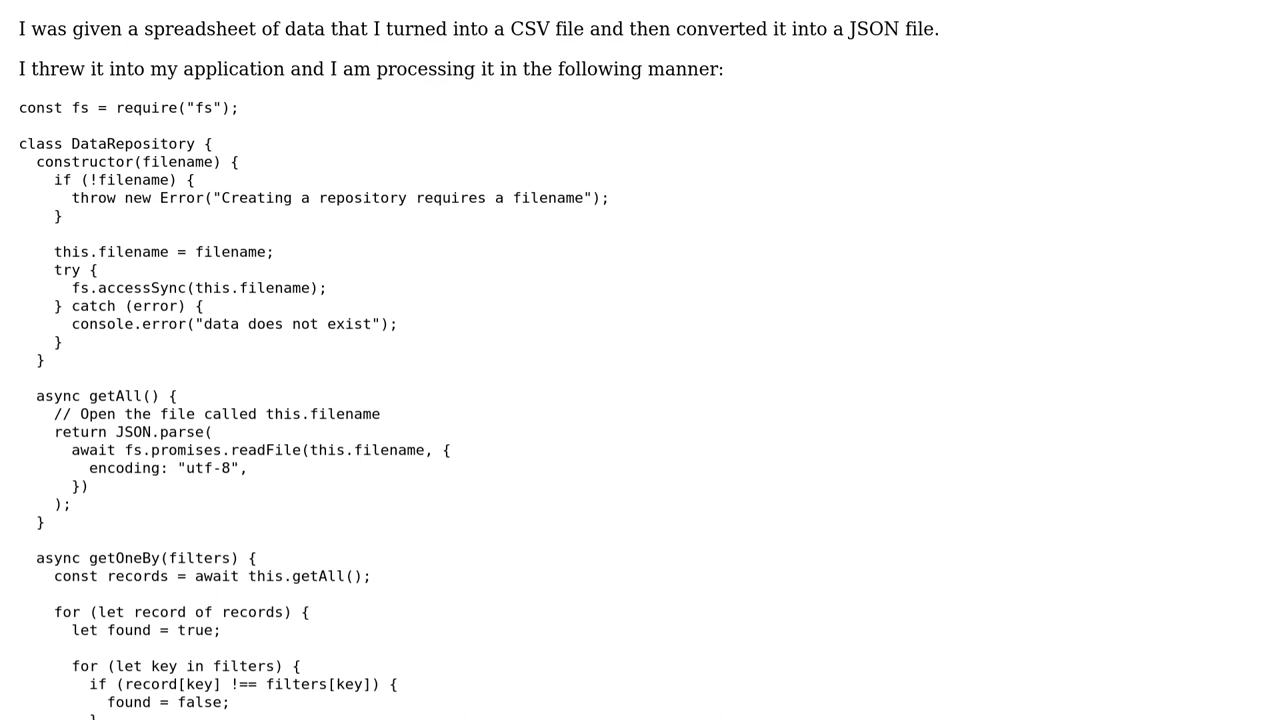 I was given a spreadsheet of data that I turned into a CSV file and then converted it into a JSON file.
I threw it into my application and I am processing it in the following manner:
const fs = require("fs");
class DataRepository {
  constructor(filename) {
    if (!filename) {
      throw new Error("Creating a repository requires a filename");
    }
    this.filename = filename;
    try {
      fs.accessSync(this.filename);
    } catch (error) {
      console.error("data does not exist");
    }
  }
  async getAll() {
    // Open the file called this.filename
    return JSON.parse(
      await fs.promises.readFile(this.filename, {
        encoding: "utf-8",
      })
    );
  }
  async getOneBy(filters) {
    const records = await this.getAll();
    for (let record of records) {
      let found = true;
      for (let key in filters) {
        if (record[key] !== filters[key]) {
          found = false;
        }